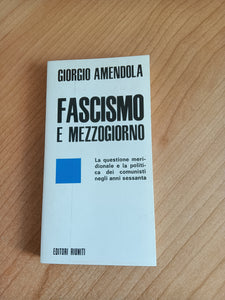 GIORGIO AMENDOLA
FASCISMO
E MEZZOGIORNO
La questione meri-
dionale e la politi-
ca dei comunisti
negli anni sessanta
EDITORI RIUNITI